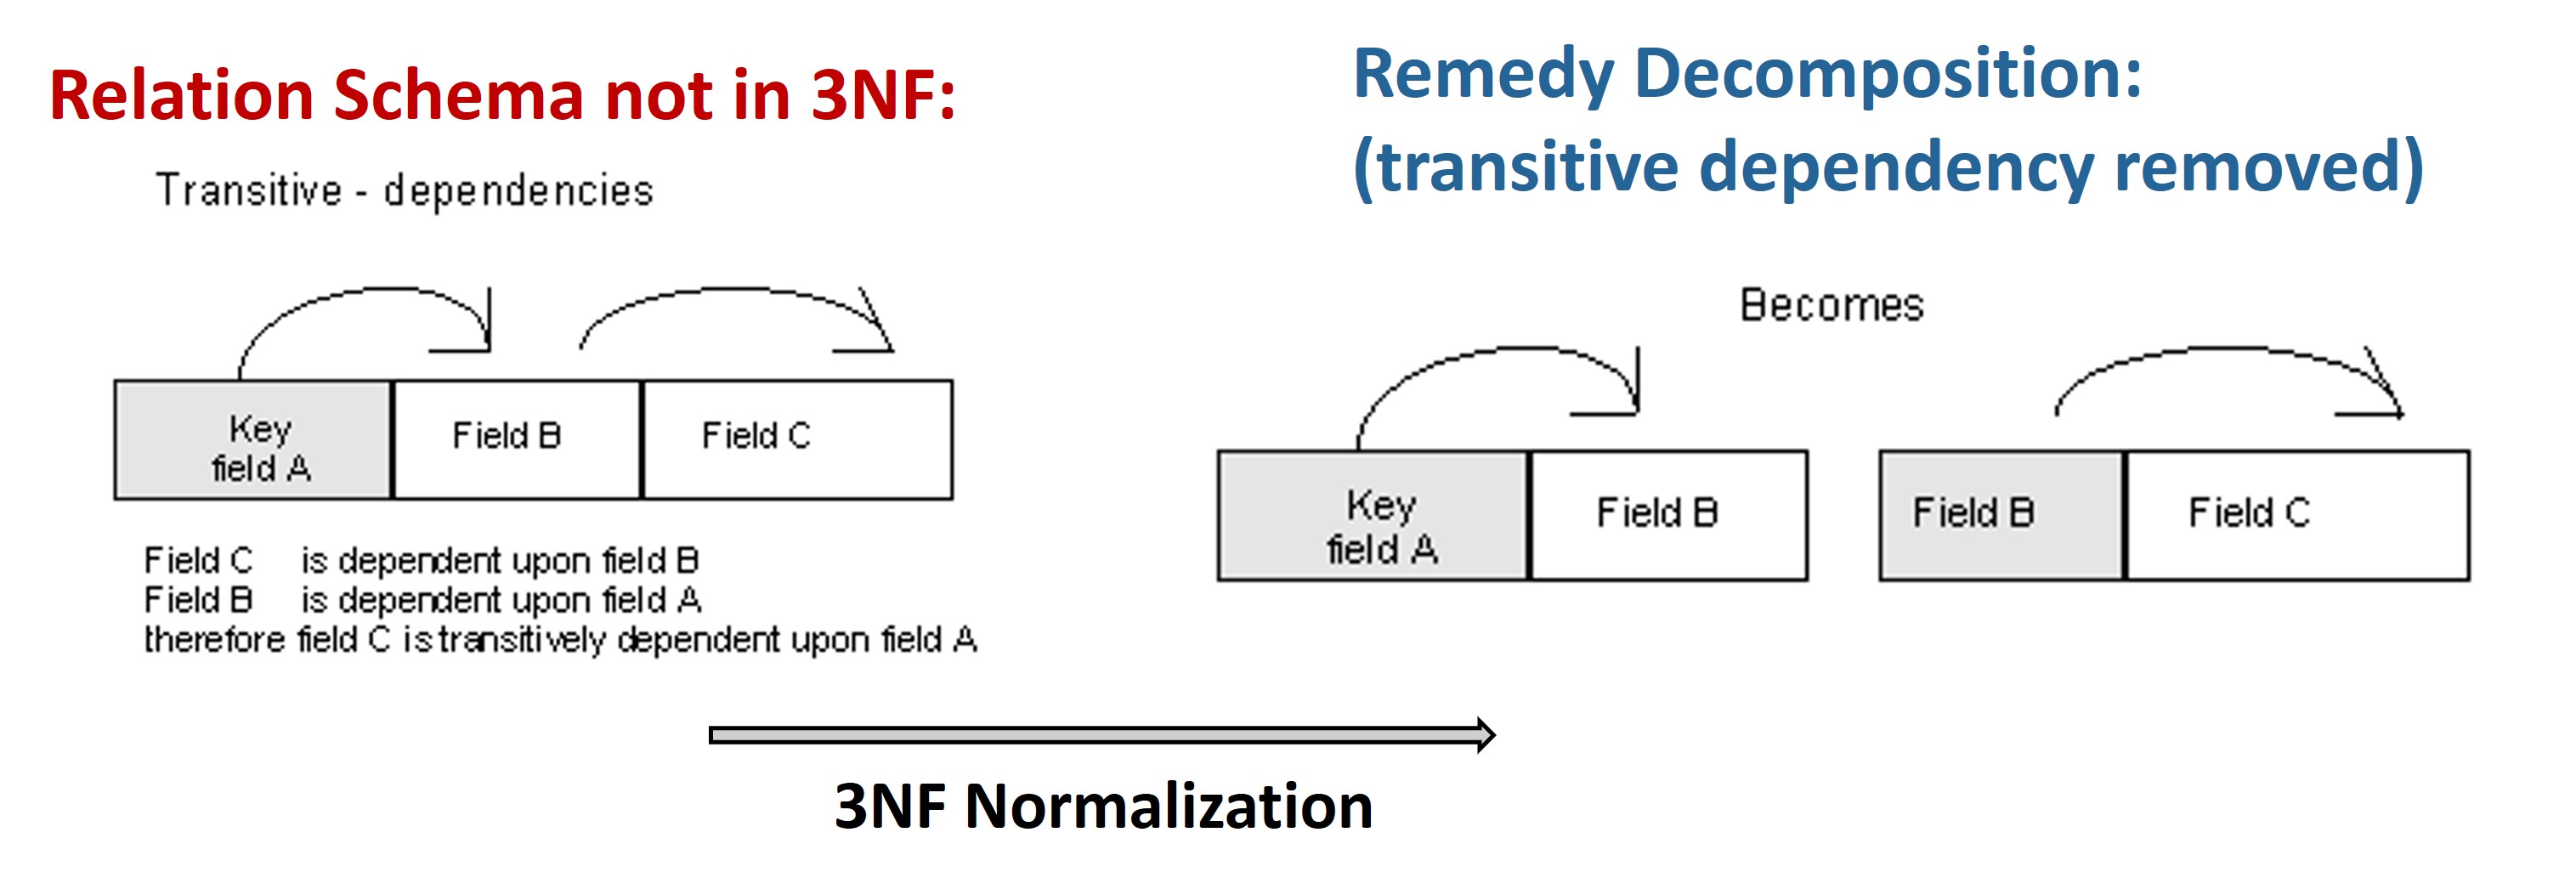 Relation Schema not in 3NF:
Transitive - dependencies
Key
field A
Field B
Field C
Field C is dependent upon field B
Field B is dependent upon field A
therefore field C is transitively dependent upon field A
Remedy Decomposition:
(transitive dependency removed)
Becomes
Key
field A
Field B
Field B
Field C
3NF Normalization